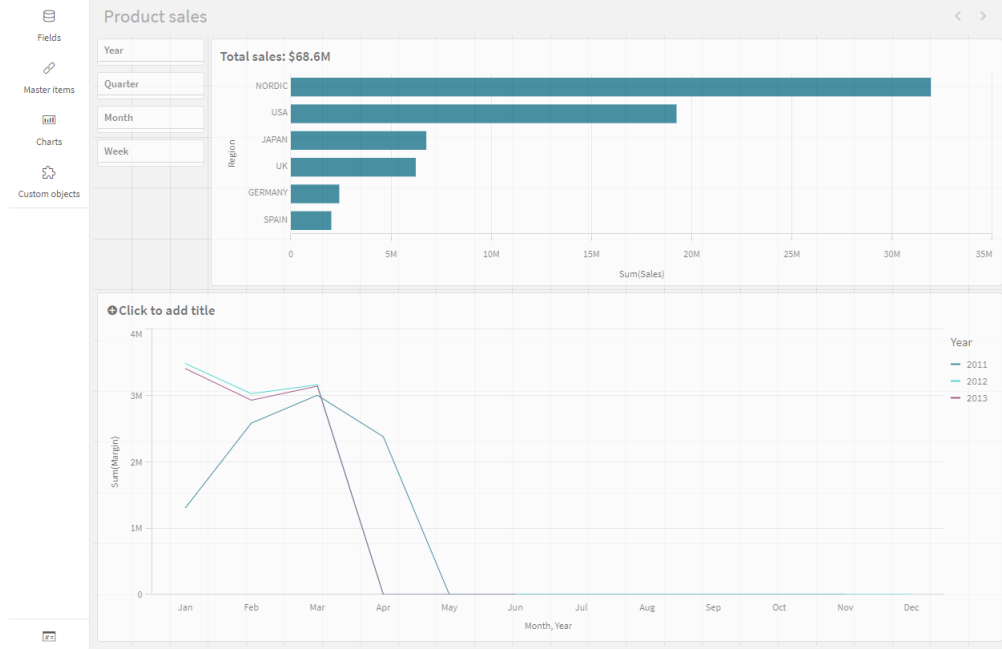 Fields
Master items
Charts
Custom objects
Product sales
Year
Quarter
Month
Week
Total sales: $68.6M
Region
NORDIC
USA
JAPAN
UK
GERMANY
SPAIN
0 5M 10M 15M 20M 25M 30M 35M
Sum(Sales)
Click to add title
Sum(Margin)
4M
3M
2M
1M
0
Jan Feb Mar Apr May Jun Jul Aug Sep Oct Nov Dec
Month, Year
Year
2011
2012
2013